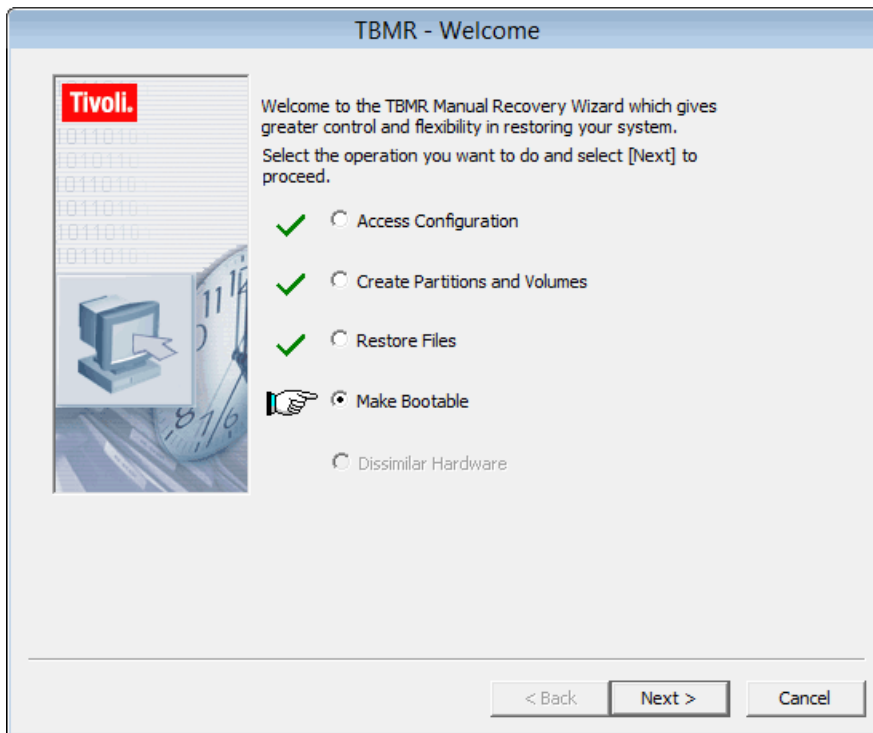 TBMR - Welcome
Tivoli.
Welcome to the TBMR Manual Recovery Wizard which gives
greater control and flexibility in restoring your system.
Select the operation you want to do and select [Next] to
proceed.
Access Configuration
Create Partitions and Volumes
Restore Files
Make Bootable
Dissimilar Hardware
< Back
Next >
Cancel